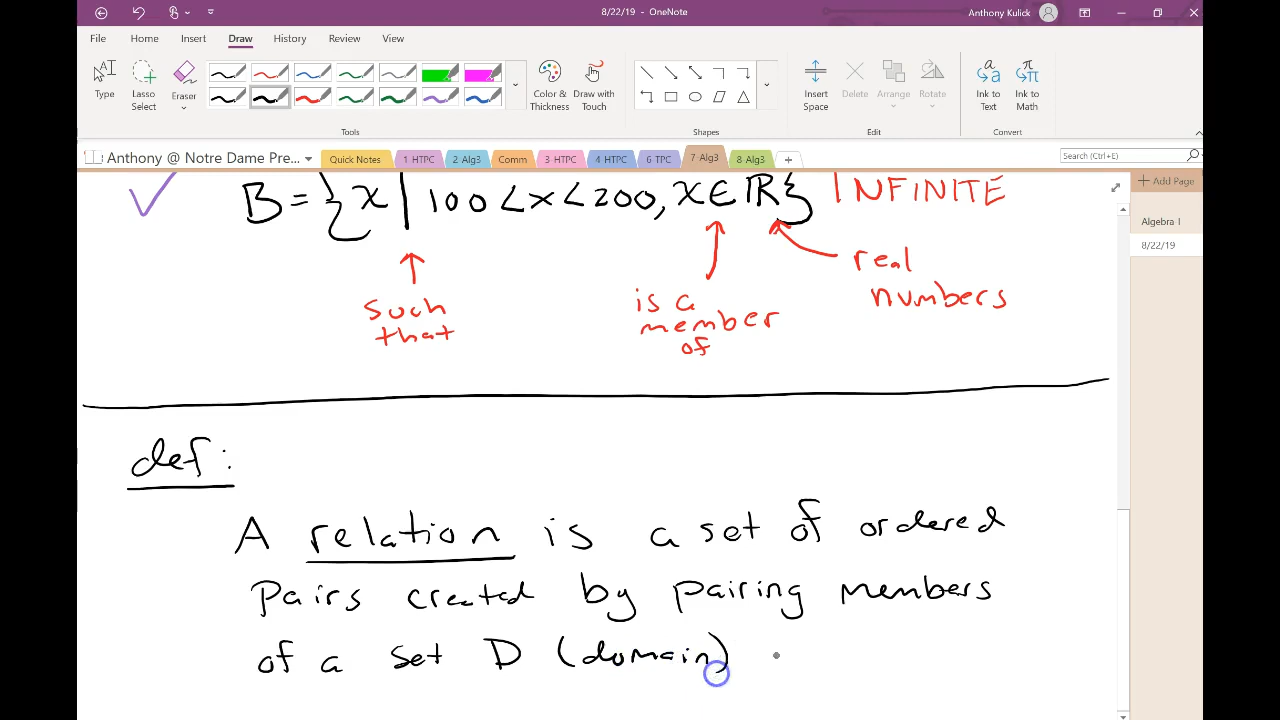 8/22/19 - OneNote
Anthony Kulick
File Home Insert Draw History Review View
Type
Lasso Select
Eraser
Color & Thickness
Draw with Touch
Insert Space
Delete
Arrange
Rotate
Ink to Text
Ink to Math
Tools
Shapes
Edit
Convert
Anthony @ Notre Dame Pre...
Quick Notes
1 HTPC
2 Alg3
Comm
3 HTPC
4 HTPC
6 TPC
7 Alg3
8 Alg3
Search (Ctrl+E)
Add Page
Algebra I
8/22/19
B = {x | 100 < x < 200, x ∈ ℝ} INFINITE
such that
is a member of
real numbers
def:
A relation is a set of ordered
Pairs created by pairing members
of a set D (domain)